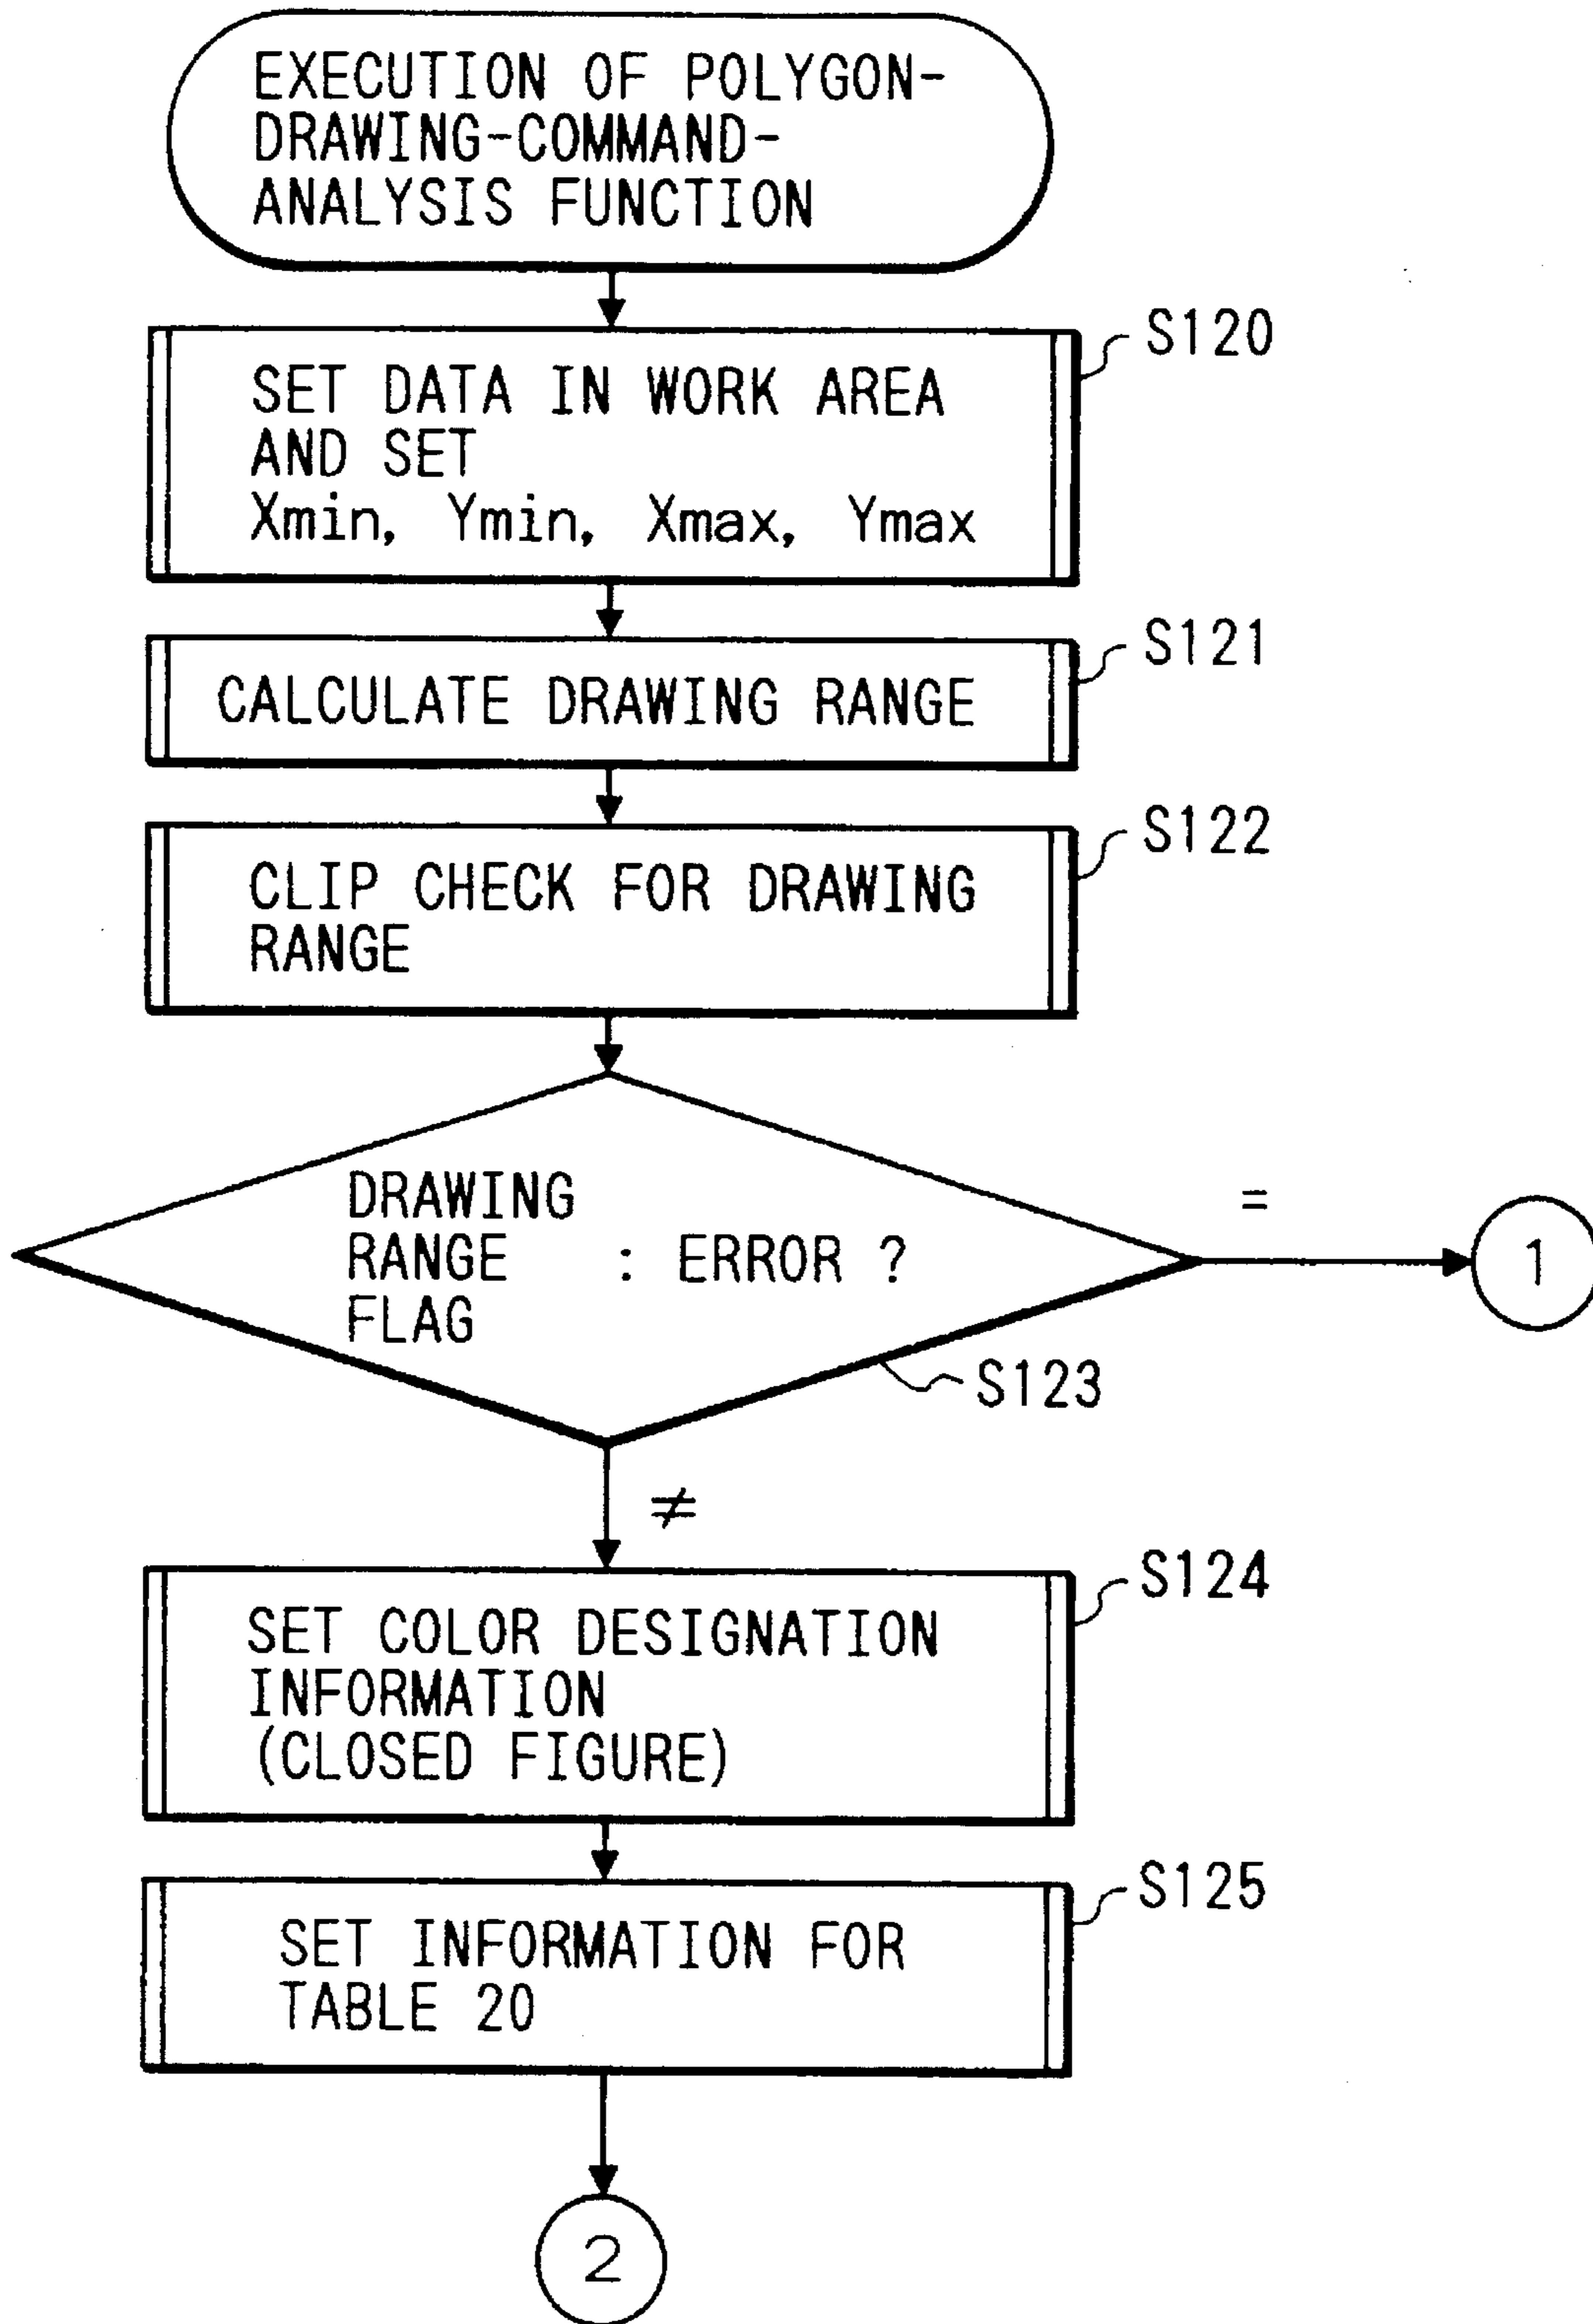 EXECUTION OF POLYGON-
DRAWING-COMMAND-
ANALYSIS FUNCTION
S120
SET DATA IN WORK AREA
AND SET
Xmin, Ymin, Xmax, Ymax
S121
CALCULATE DRAWING RANGE
S122
CLIP CHECK FOR DRAWING
RANGE
DRAWING
RANGE : ERROR ?
FLAG
=
1
S123
≠
S124
SET COLOR DESIGNATION
INFORMATION
(CLOSED FIGURE)
S125
SET INFORMATION FOR
TABLE 20
2